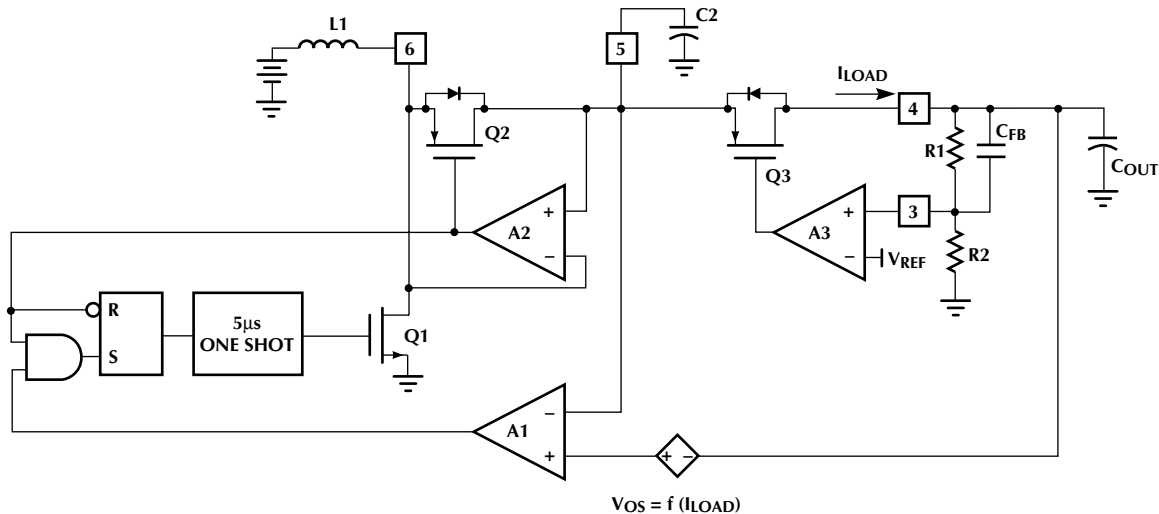 L1
6
5
C2
ILOAD
4
Q2
Q3
R1
CFB
COUT
+
A2
−
+
A3
−
3
VREF
R2
R
S
5µs
ONE SHOT
Q1
−
A1
+
+ −
VOS = f (ILOAD)